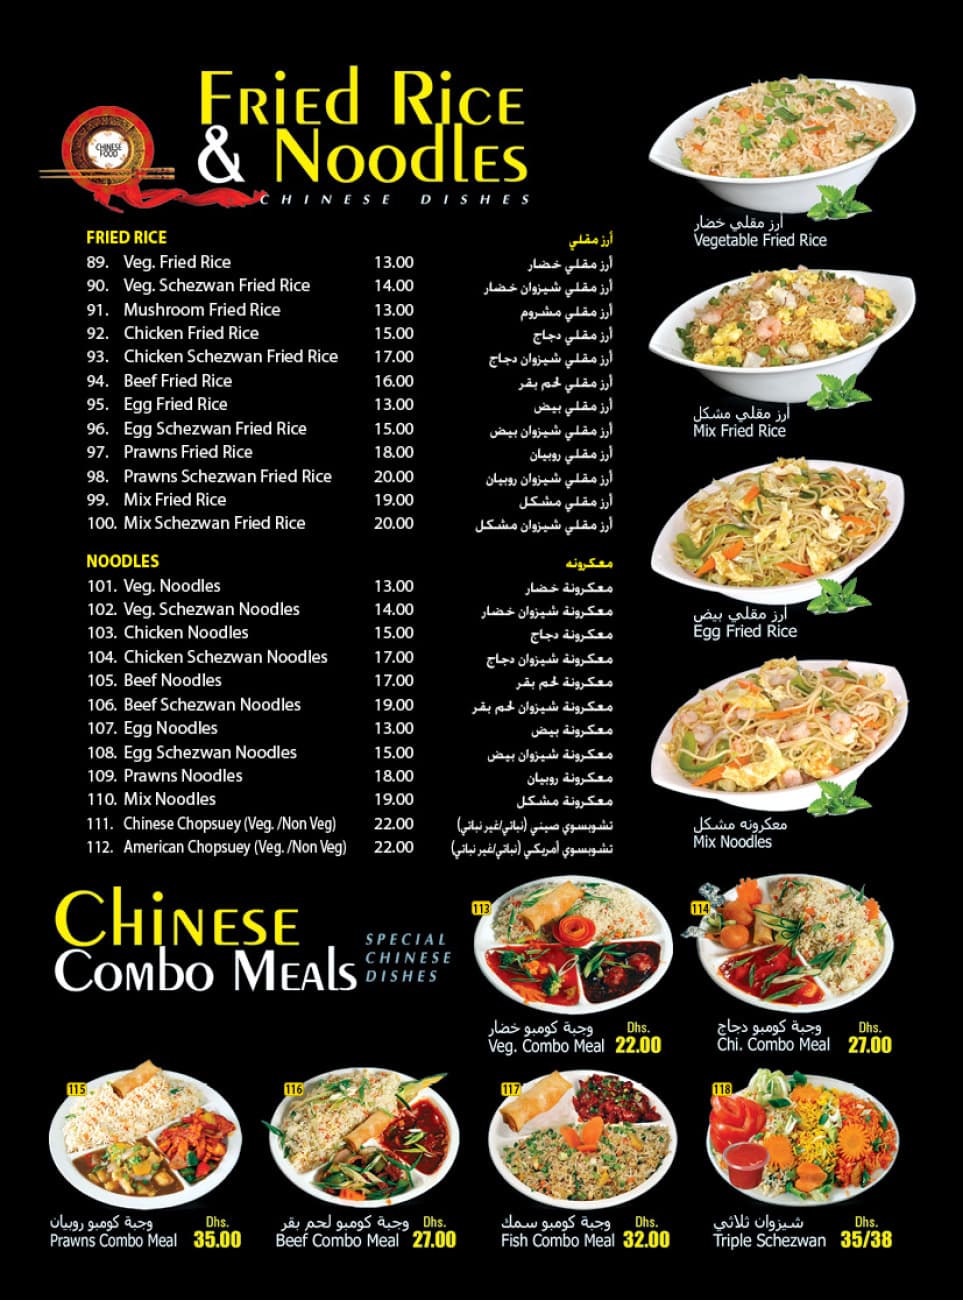 CHINESE
FOOD
FRIED RICE
& NOODLES
CHINESE DISHES
FRIED RICE أرز مقلي
89. Veg. Fried Rice 13.00 أرز مقلي خضار
90. Veg. Schezwan Fried Rice 14.00 أرز مقلي شيزوان خضار
91. Mushroom Fried Rice 13.00 أرز مقلي مشروم
92. Chicken Fried Rice 15.00 أرز مقلي دجاج
93. Chicken Schezwan Fried Rice 17.00 أرز مقلي شيزوان دجاج
94. Beef Fried Rice 16.00 أرز مقلي لحم بقر
95. Egg Fried Rice 13.00 أرز مقلي بيض
96. Egg Schezwan Fried Rice 15.00 أرز مقلي شيزوان بيض
97. Prawns Fried Rice 18.00 أرز مقلي روبيان
98. Prawns Schezwan Fried Rice 20.00 أرز مقلي شيزوان روبيان
99. Mix Fried Rice 19.00 أرز مقلي مشكل
100. Mix Schezwan Fried Rice 20.00 أرز مقلي شيزوان مشكل
NOODLES معكرونه
101. Veg. Noodles 13.00 معكرونة خضار
102. Veg. Schezwan Noodles 14.00 معكرونة شيزوان خضار
103. Chicken Noodles 15.00 معكرونة دجاج
104. Chicken Schezwan Noodles 17.00 معكرونة شيزوان دجاج
105. Beef Noodles 17.00 معكرونة لحم بقر
106. Beef Schezwan Noodles 19.00 معكرونة شيزوان لحم بقر
107. Egg Noodles 13.00 معكرونة بيض
108. Egg Schezwan Noodles 15.00 معكرونة شيزوان بيض
109. Prawns Noodles 18.00 معكرونة روبيان
110. Mix Noodles 19.00 معكرونة مشكل
111. Chinese Chopsuey (Veg. /Non Veg) 22.00 تشوبسوي صيني (نباتي/غير نباتي)
112. American Chopsuey (Veg. /Non Veg) 22.00 تشوبسوي أمريكي (نباتي/غير نباتي)
أرز مقلي خضار
Vegetable Fried Rice
أرز مقلي مشكل
Mix Fried Rice
أرز مقلي بيض
Egg Fried Rice
معكرونه مشكل
Mix Noodles
CHINESE
COMBO MEALS
SPECIAL
CHINESE
DISHES
113
وجبة كومبو خضار Dhs.
Veg. Combo Meal 22.00
114
وجبة كومبو دجاج Dhs.
Chi. Combo Meal 27.00
115
وجبة كومبو روبيان Dhs.
Prawns Combo Meal 35.00
116
وجبة كومبو لحم بقر Dhs.
Beef Combo Meal 27.00
117
وجبة كومبو سمك Dhs.
Fish Combo Meal 32.00
118
شيزوان ثلاثي Dhs.
Triple Schezwan 35/38